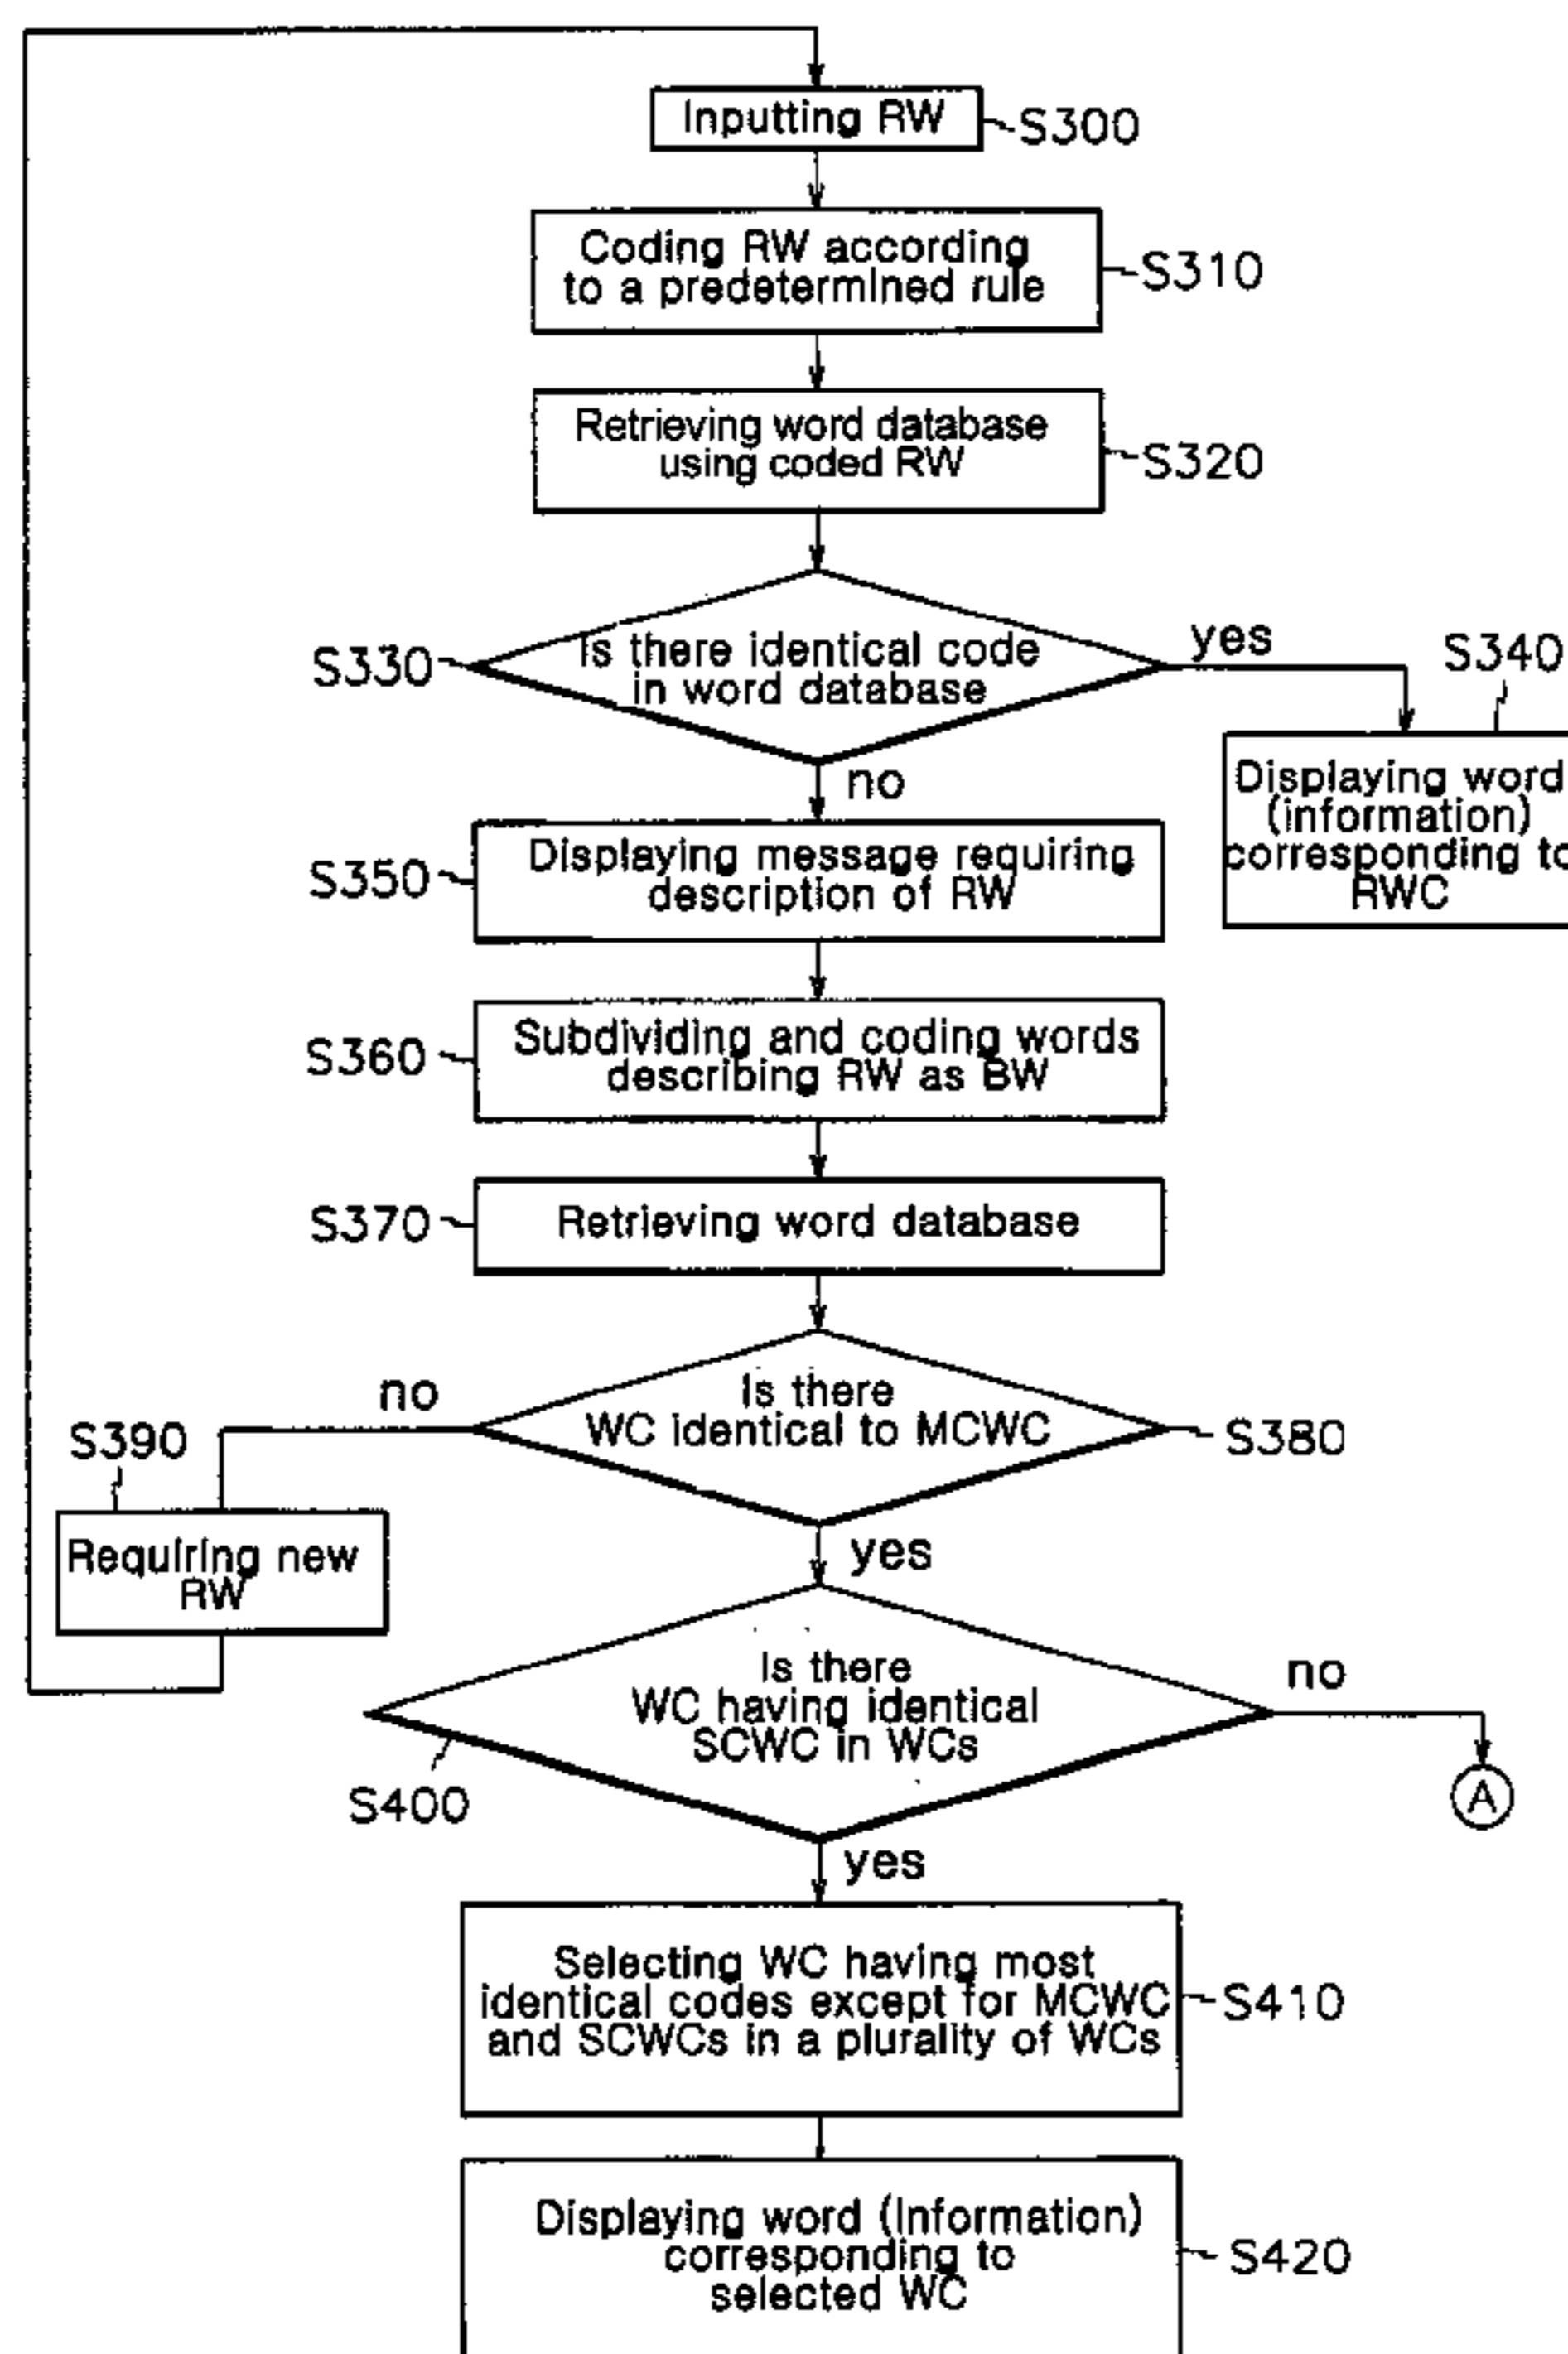 Inputting RW
S300
Coding RW according
to a predetermined rule
S310
Retrieving word database
using coded RW
S320
S330
Is there identical code
in word database
yes
S340
Displaying word
(information)
corresponding to
RWC
no
S350
Displaying message requiring
description of RW
S360
Subdividing and coding words
describing RW as BW
S370
Retrieving word database
no
Is there
WC identical to MCWC
S380
S390
Requiring new
RW
yes
Is there
WC having identical
SCWC in WCs
no
S400
A
yes
Selecting WC having most
identical codes except for MCWC
and SCWCs in a plurality of WCs
S410
Displaying word (Information)
corresponding to
selected WC
S420